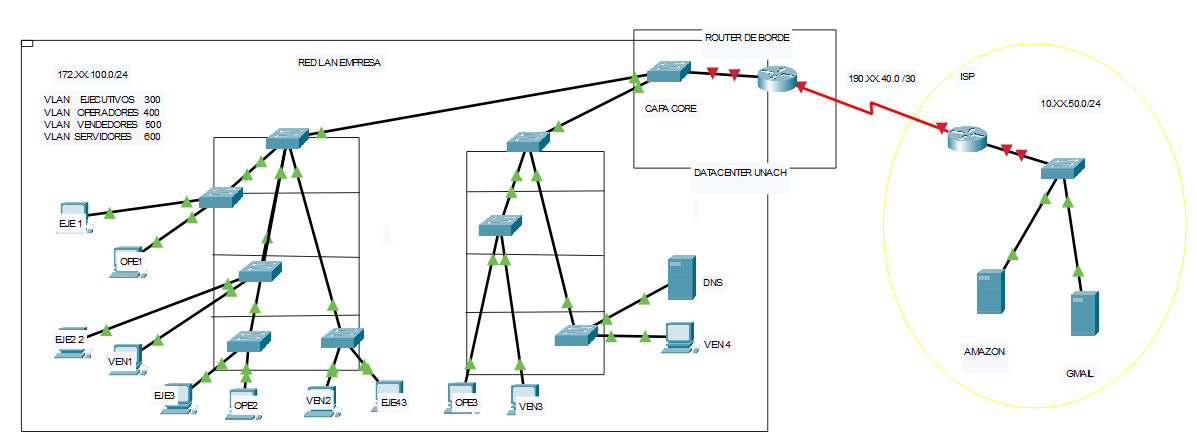 ROUTER DE BORDE
RED LAN EMPRESA
172.XX.100.0/24
190.XX.40.0 /30
ISP
VLAN EJECUTIVOS 300
VLAN OPERADORES 400
VLAN VENDEDORES 500
VLAN SERVIDORES 600
CAPA CORE
10.XX.50.0/24
DATACENTER UNACH
EJE 1
OPE1
DNS
EJE2 2
VEN1
VEN 4
AMAZON
GMAIL
EJE3
OPE2
VEN2
EJE43
OPE3
VEN3